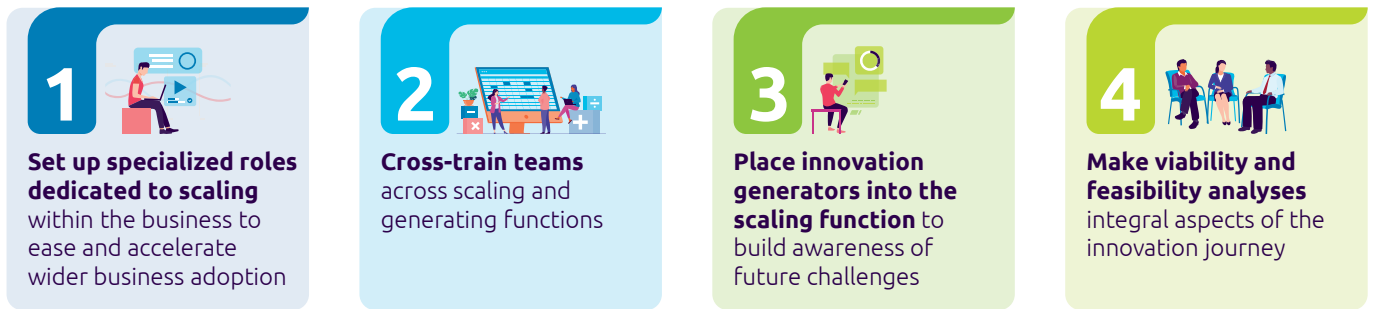 1
Set up specialized roles
dedicated to scaling
within the business to
ease and accelerate
wider business adoption
2
Cross-train teams
across scaling and
generating functions
3
Place innovation
generators into the
scaling function to
build awareness of
future challenges
4
Make viability and
feasibility analyses
integral aspects of the
innovation journey